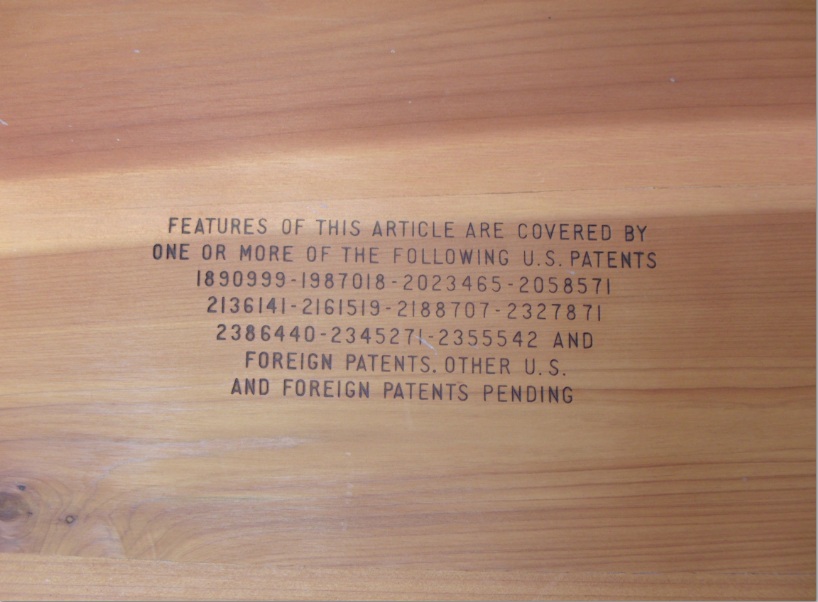 FEATURES OF THIS ARTICLE ARE COVERED BY
ONE OR MORE OF THE FOLLOWING U.S. PATENTS
1890999-1987018-2023465-2058571
2136141-2161519-2188707-2327871
2386440-2345271-2355542 AND
FOREIGN PATENTS. OTHER U.S.
AND FOREIGN PATENTS PENDING